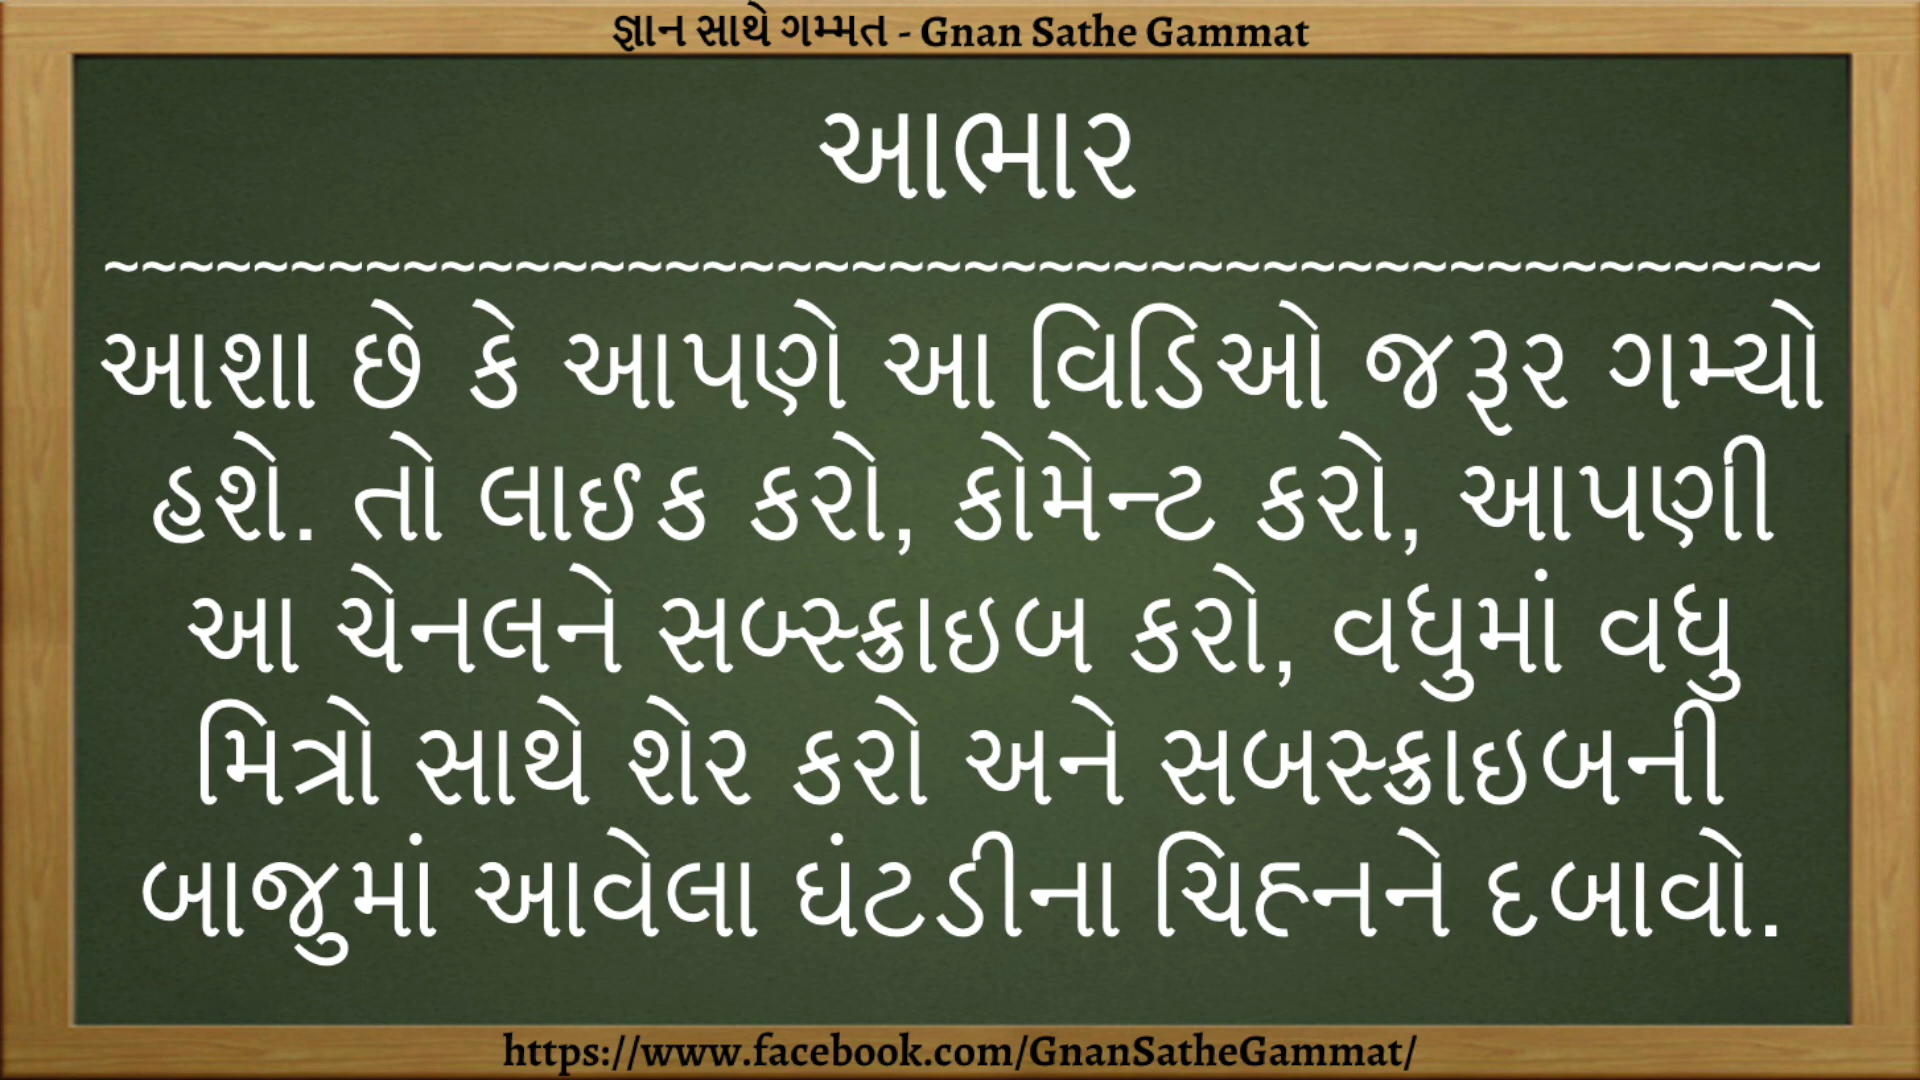 જ્ઞાન સાથે ગમ્મત - Gnan Sathe Gammat
આભાર
~~~~~~~~~~~~~~~~~~~~~~~~~~~~~~~~~~~~~~~~~~~~~~
આશા છે કે આપણે આ વિડિઓ જરૂર ગમ્યો
હશે. તો લાઈક કરો, કોમેન્ટ કરો, આપણી
આ ચેનલને સબ્સ્ક્રાઇબ કરો, વધુમાં વધુ
મિત્રો સાથે શેર કરો અને સબસ્ક્રાઇબની
બાજુમાં આવેલા ઘંટડીના ચિહ્નને દબાવો.
https://www.facebook.com/GnanSatheGammat/